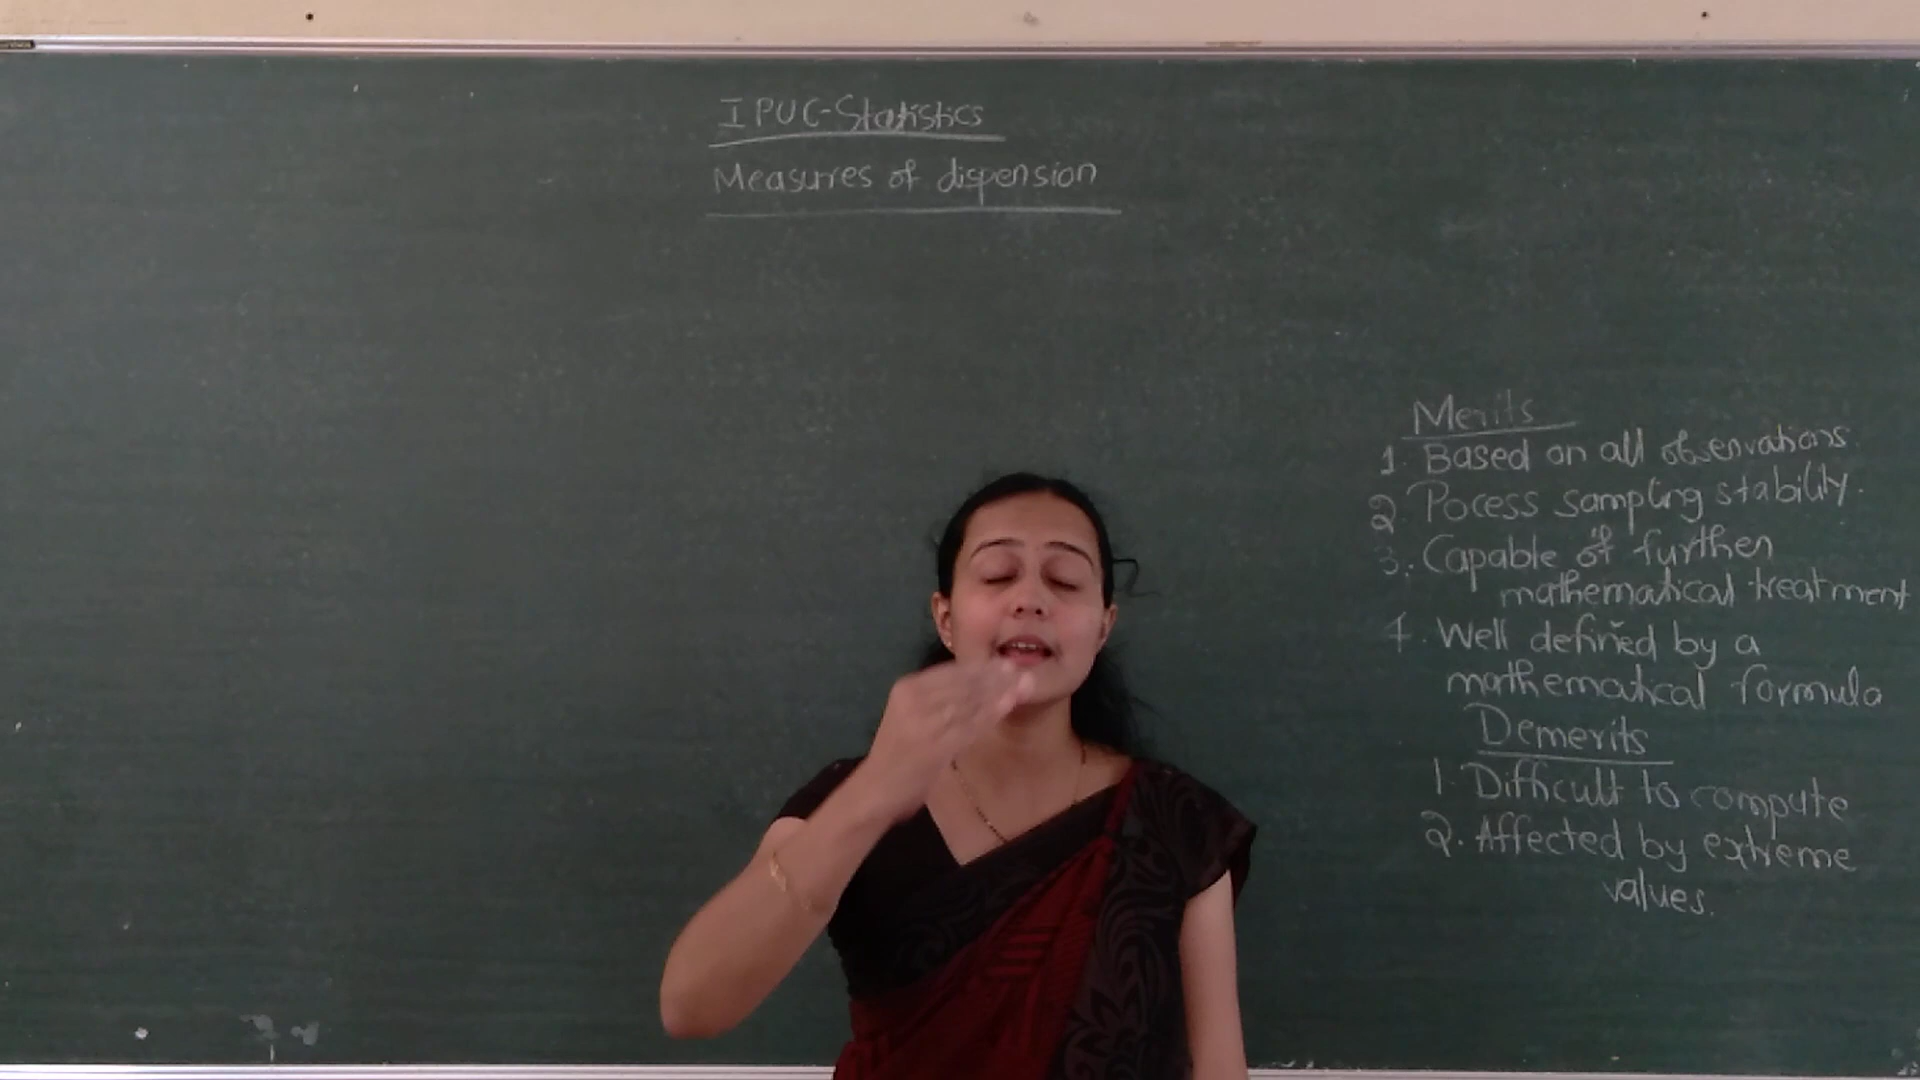 I PUC-Statistics
Measures of dispension
Merits
1. Based on all observations
2. Pocess sampling stability.
3. Capable of further
mathematical treatment
4. Well defined by a
mathematical formula
Demerits
1. Difficult to compute
2. Affected by extreme
values.